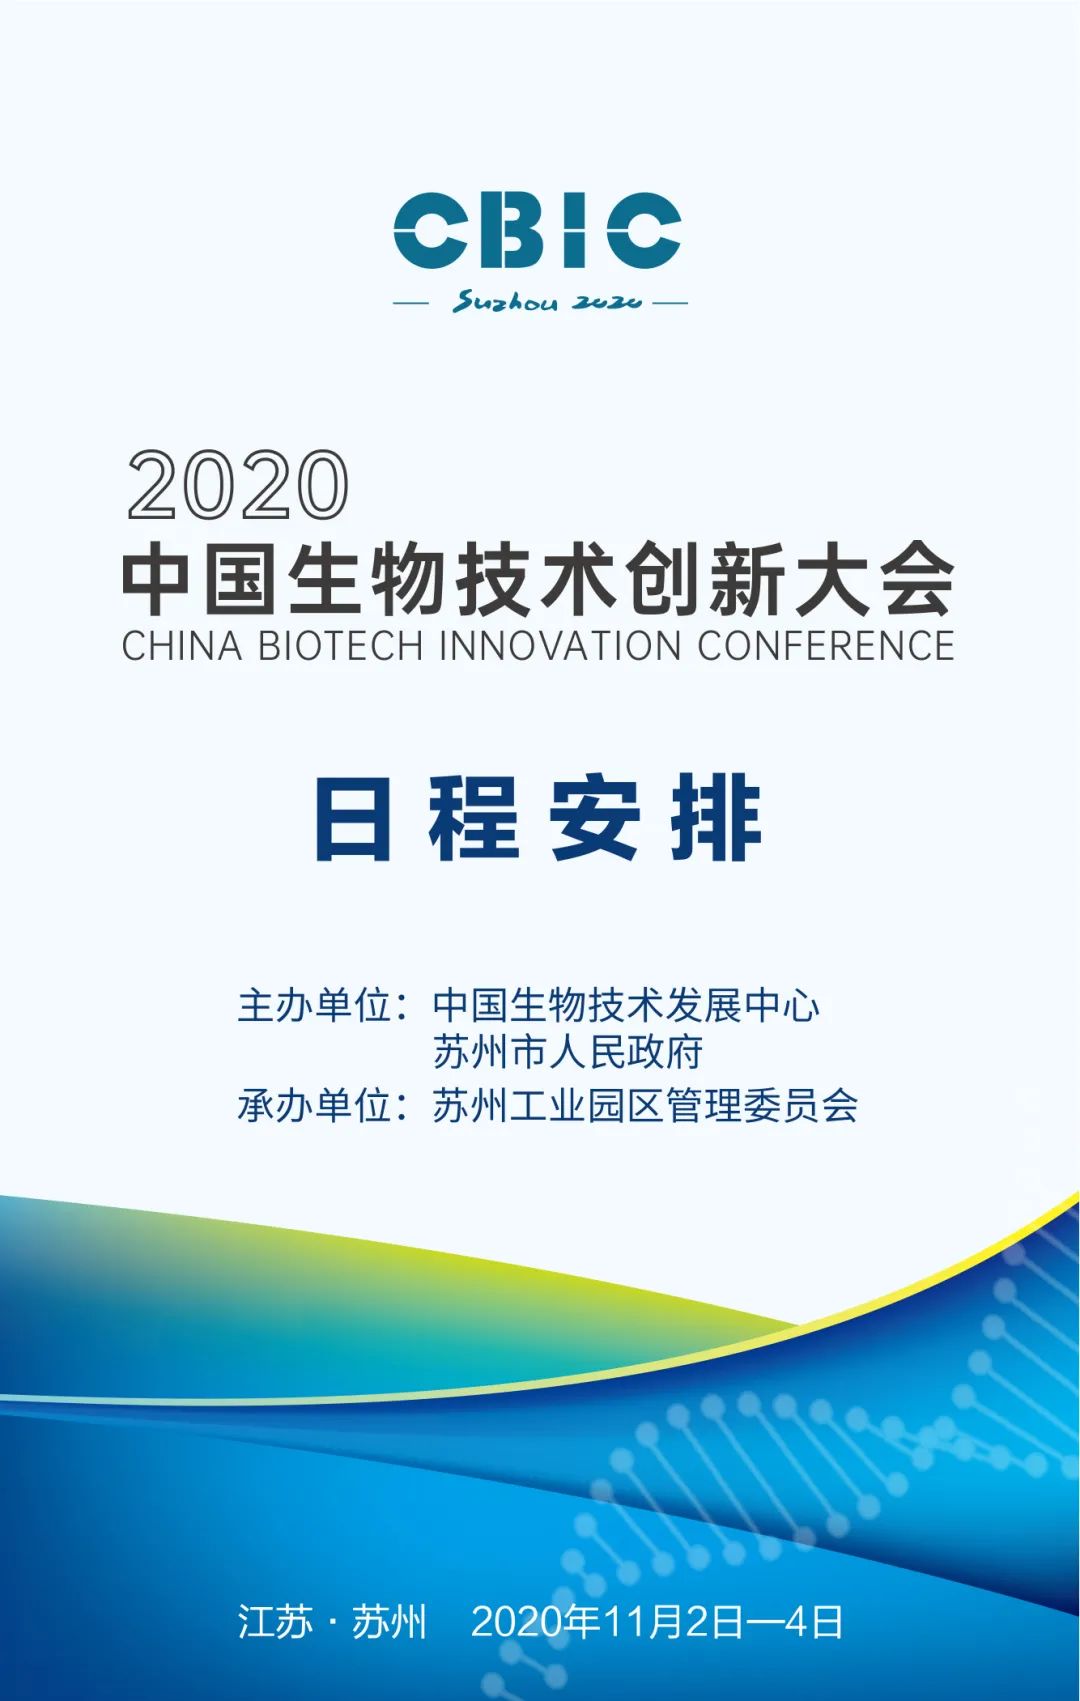 CBIC
Suzhou 2020
2020
中国生物技术创新大会
CHINA BIOTECH INNOVATION CONFERENCE
日程安排
主办单位：中国生物技术发展中心
苏州市人民政府
承办单位：苏州工业园区管理委员会
江苏·苏州 2020年11月2日—4日